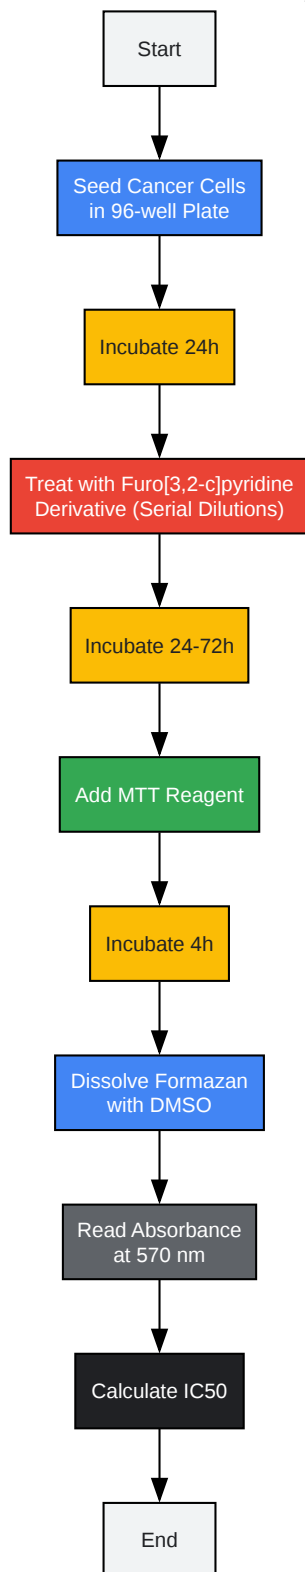 Start
Seed Cancer Cells
in 96-well Plate
Incubate 24h
Treat with Furo[3,2-c]pyridine
Derivative (Serial Dilutions)
Incubate 24-72h
Add MTT Reagent
Incubate 4h
Dissolve Formazan
with DMSO
Read Absorbance
at 570 nm
Calculate IC50
End